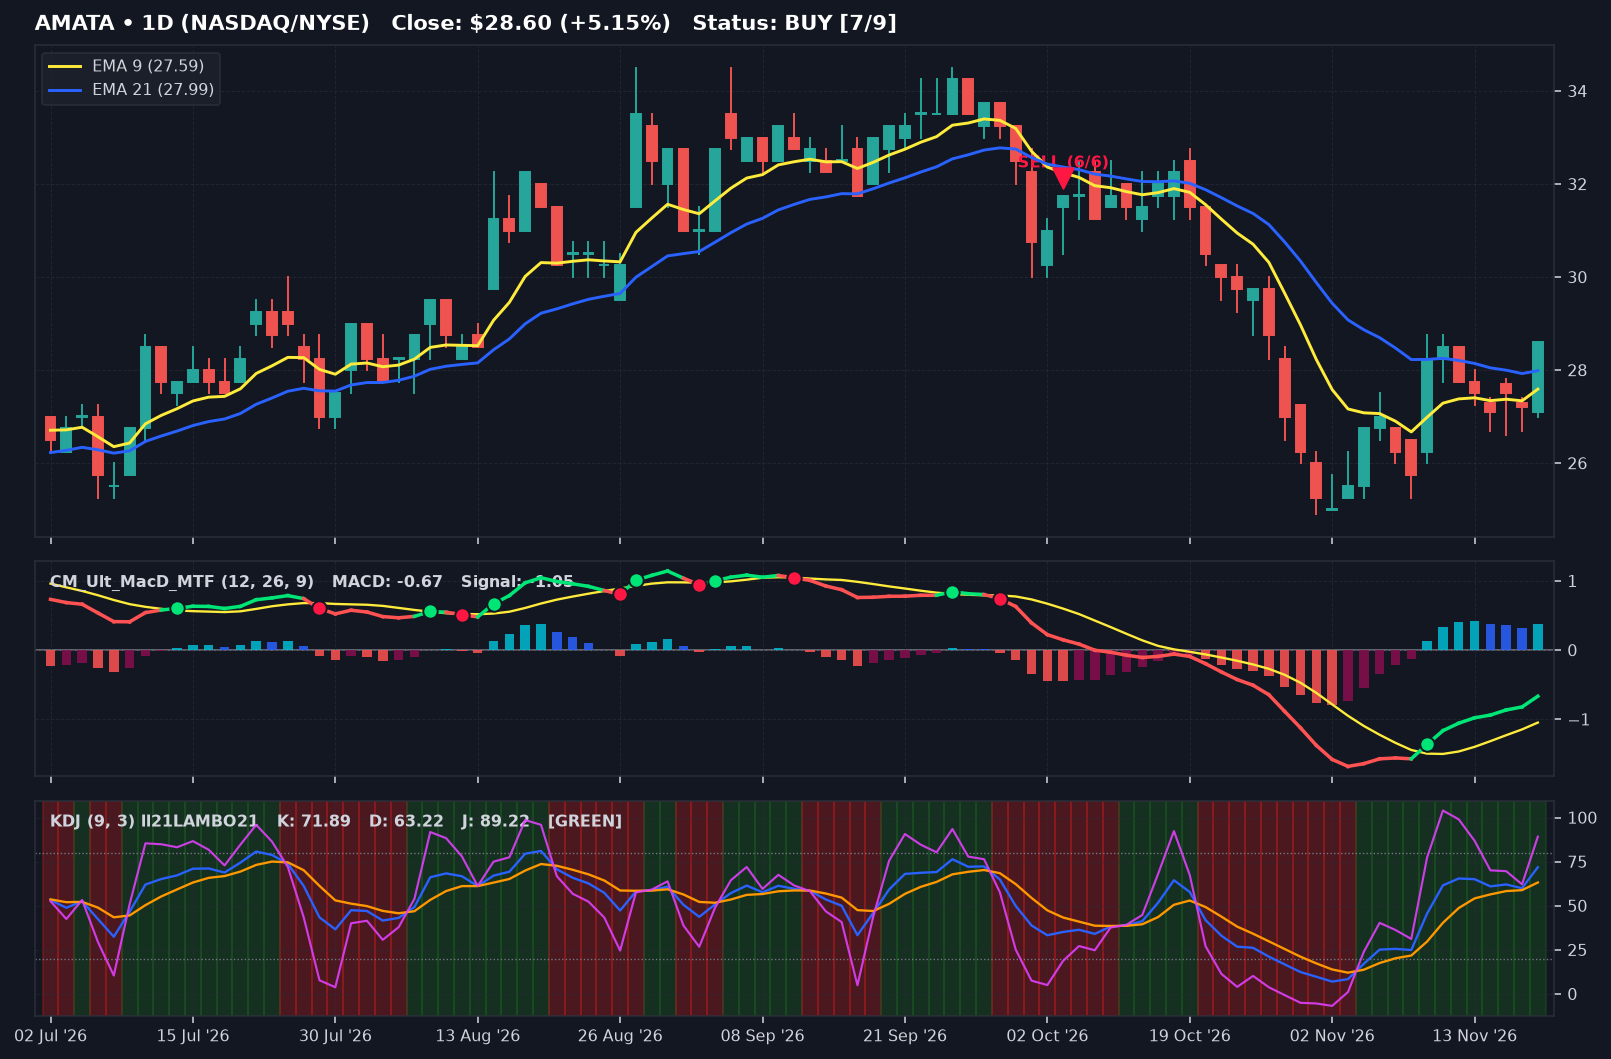 AMATA • 1D (NASDAQ/NYSE)   Close: $28.60 (+5.15%)   Status: BUY [7/9]
EMA 9 (27.59)
EMA 21 (27.99)
34
32
30
28
26
SELL (6/6)
CM_Ult_MacD_MTF (12, 26, 9)   MACD: -0.67   Signal: -1.05
1
0
−1
KDJ (9, 3) II21LAMBO21   K: 71.89   D: 63.22   J: 89.22   [GREEN]
100
75
50
25
0
02 Jul '26
15 Jul '26
30 Jul '26
13 Aug '26
26 Aug '26
08 Sep '26
21 Sep '26
02 Oct '26
19 Oct '26
02 Nov '26
13 Nov '26